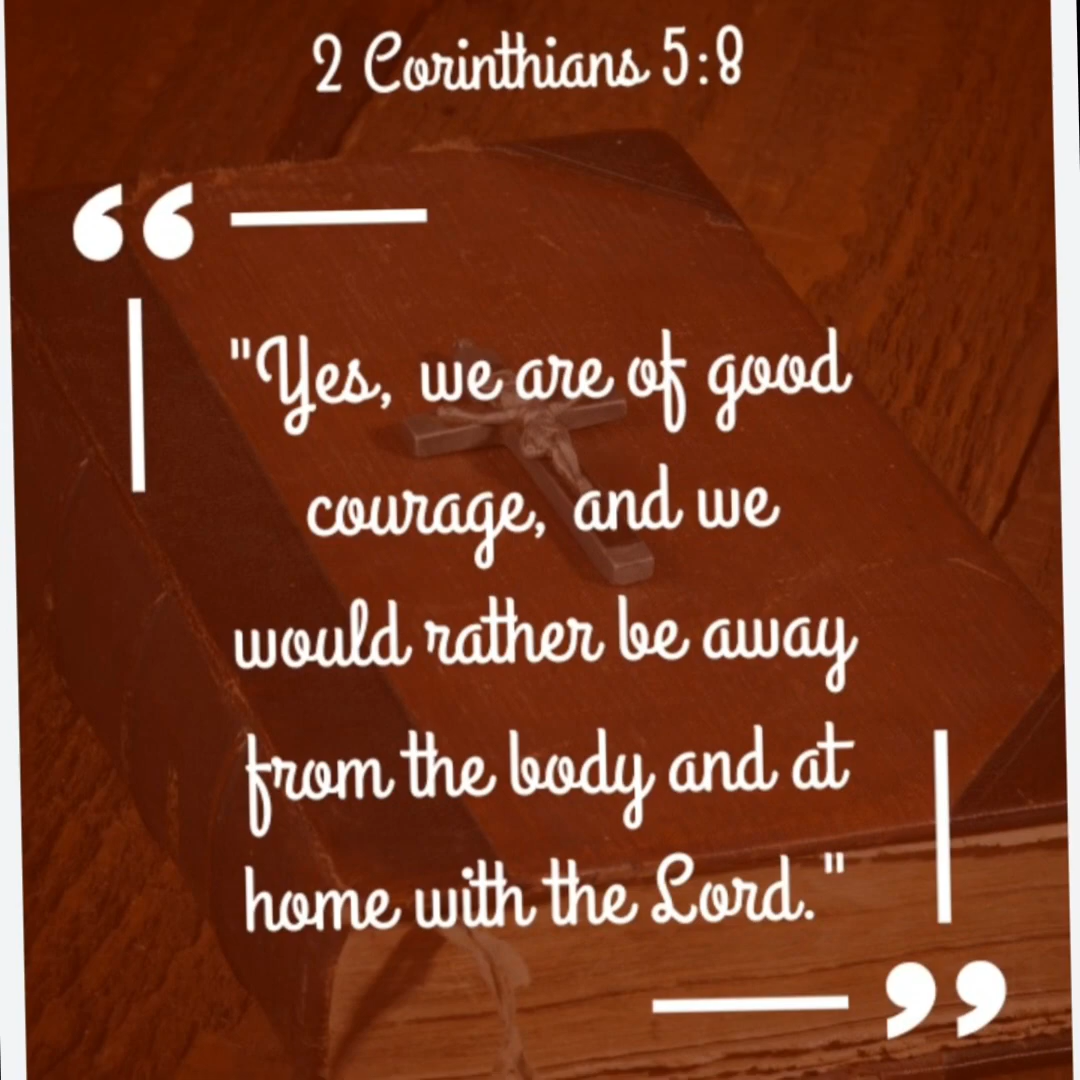 2 Corinthians 5:8
"Yes, we are of good
courage, and we
would rather be away
from the body and at
home with the Lord."